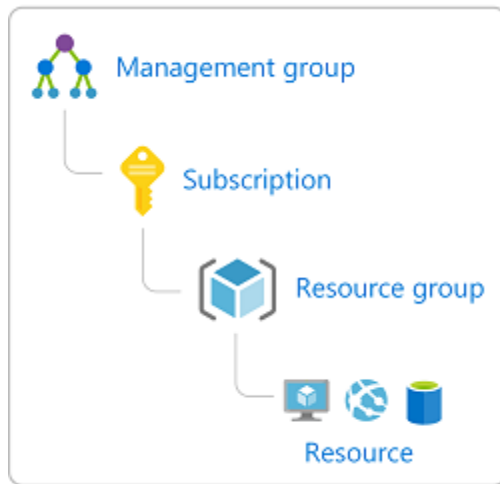 Management group
Subscription
Resource group
Resource